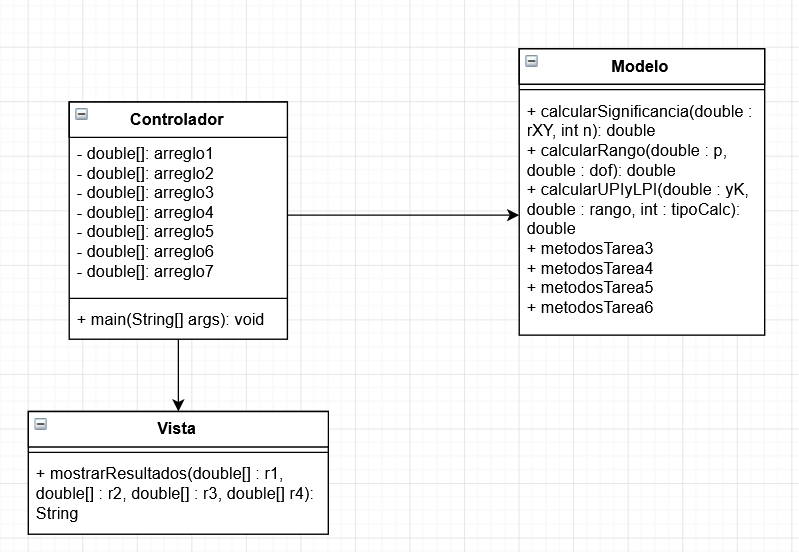 Controlador
- double[]: arreglo1
- double[]: arreglo2
- double[]: arreglo3
- double[]: arreglo4
- double[]: arreglo5
- double[]: arreglo6
- double[]: arreglo7
+ main(String[] args): void
Modelo
+ calcularSignificancia(double :
rXY, int n): double
+ calcularRango(double : p,
double : dof): double
+ calcularUPIyLPI(double : yK,
double : rango, int : tipoCalc):
double
+ metodosTarea3
+ metodosTarea4
+ metodosTarea5
+ metodosTarea6
Vista
+ mostrarResultados(double[] : r1,
double[] : r2, double[] : r3, double[] r4):
String